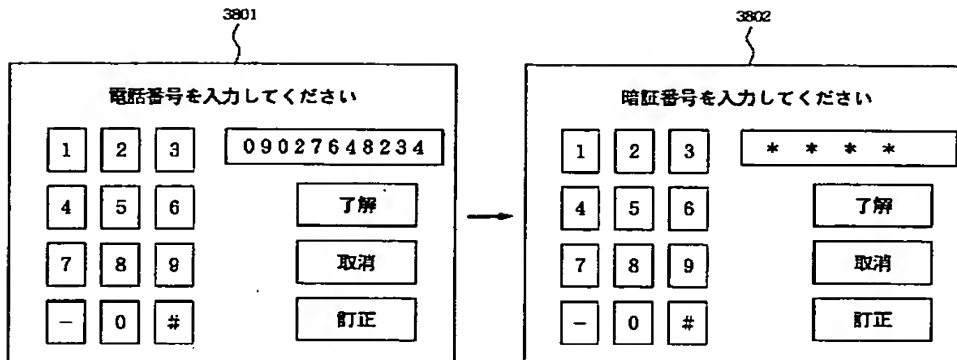 3801
電話番号を入力してください
1 2 3 09027648234
4 5 6 了解
7 8 9 取消
- 0 # 訂正
3802
暗証番号を入力してください
1 2 3 * * * *
4 5 6 了解
7 8 9 取消
- 0 # 訂正